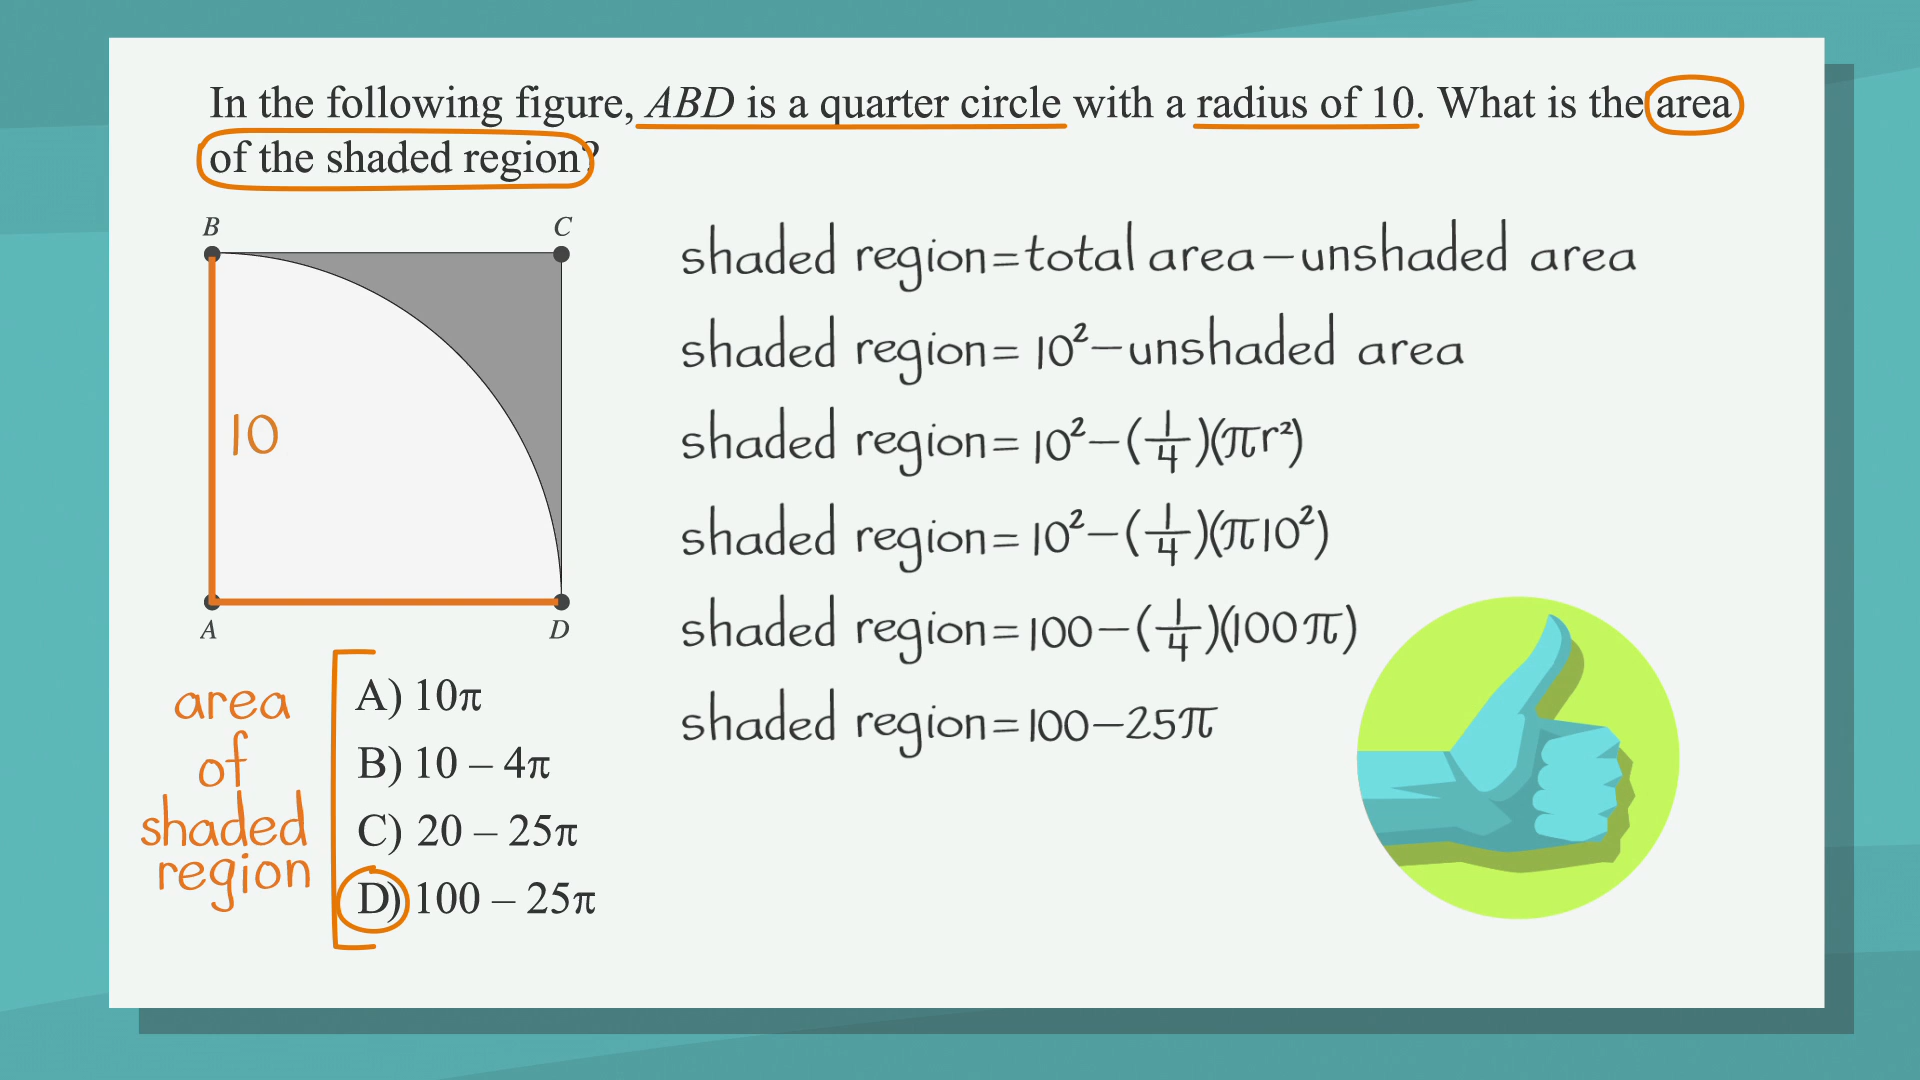 In the following figure, ABD is a quarter circle with a radius of 10. What is the area
of the shaded region?
B
C
10
A
D
area
of
shaded
region
A) 10π
B) 10 – 4π
C) 20 – 25π
D) 100 – 25π
shaded region = total area – unshaded area
shaded region = 10² – unshaded area
shaded region = 10² – (1/4)(πr²)
shaded region = 10² – (1/4)(π10²)
shaded region = 100 – (1/4)(100π)
shaded region = 100 – 25π